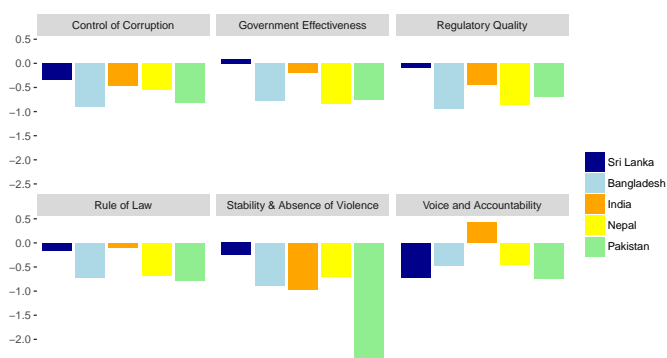 Control of Corruption
Government Effectiveness
Regulatory Quality
0.5
0.0
−0.5
−1.0
−1.5
−2.0
−2.5
Rule of Law
Stability & Absence of Violence
Voice and Accountability
0.5
0.0
−0.5
−1.0
−1.5
−2.0
Sri Lanka
Bangladesh
India
Nepal
Pakistan